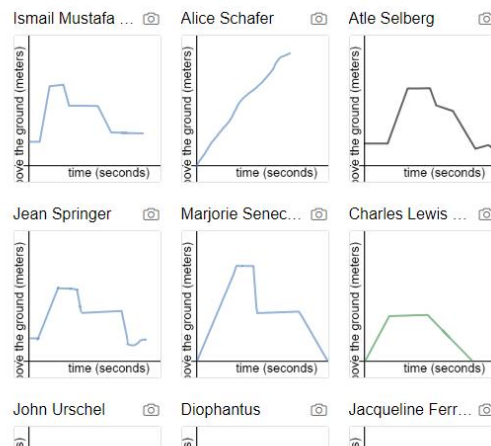 Ismail Mustafa ...
Alice Schafer
Atle Selberg
ove the ground (meters)
ove the ground (meters)
ove the ground (meters)
time (seconds)
time (seconds)
time (seconds)
Jean Springer
Marjorie Senec...
Charles Lewis ...
ove the ground (meters)
ove the ground (meters)
ove the ground (meters)
time (seconds)
time (seconds)
time (seconds)
John Urschel
Diophantus
Jacqueline Ferr...